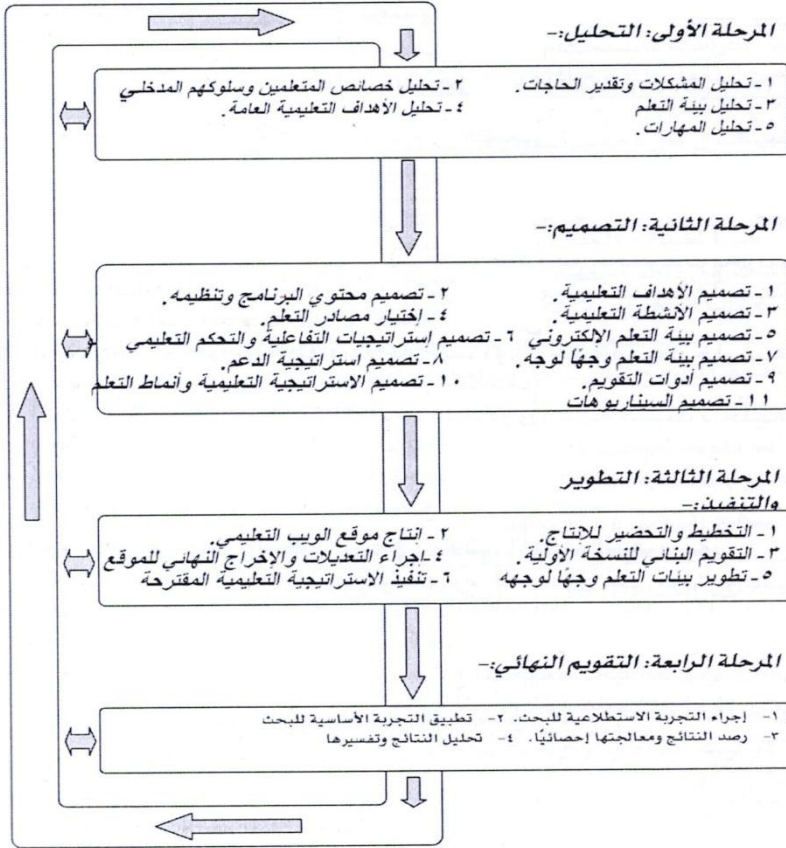 المرحلة الأولى: التحليل:-
١- تحليل المشكلات وتقدير الحاجات. ٢- تحليل خصائص المتعلمين وسلوكهم المدخلي
٣- تحليل بيئة التعلم ٤- تحليل الأهداف التعليمية العامة.
٥- تحليل المهارات.
المرحلة الثانية: التصميم:-
١- تصميم الأهداف التعليمية. ٢- تصميم محتوي البرنامج وتنظيمه.
٣- تصميم الأنشطة التعليمية. ٤- إختيار مصادر التعلم.
٥- تصميم بيئة التعلم الإلكتروني ٦- تصميم إستراتيجيات التفاعلية والتحكم التعليمي
٧- تصميم بيئة التعلم وجهًا لوجه. ٨- تصميم استراتيجية الدعم.
٩- تصميم أدوات التقويم. ١٠- تصميم الاستراتيجية التعليمية وأنماط التعلم
١١- تصميم السيناريوهات
المرحلة الثالثة: التطوير
والتنفيذ:-
١- التخطيط والتحضير للإنتاج. ٢- إنتاج موقع الويب التعليمي.
٣- التقويم البنائي للنسخة الأولية. ٤- إجراء التعديلات والإخراج النهائي للموقع
٥- تطوير بيئات التعلم وجهًا لوجهه ٦- تنفيذ الاستراتيجية التعليمية المقترحة
المرحلة الرابعة: التقويم النهائي:-
١- إجراء التجربة الاستطلاعية للبحث. ٢- تطبيق التجربة الأساسية للبحث
٣- رصد النتائج ومعالجتها إحصائيًا. ٤- تحليل النتائج وتفسيرها